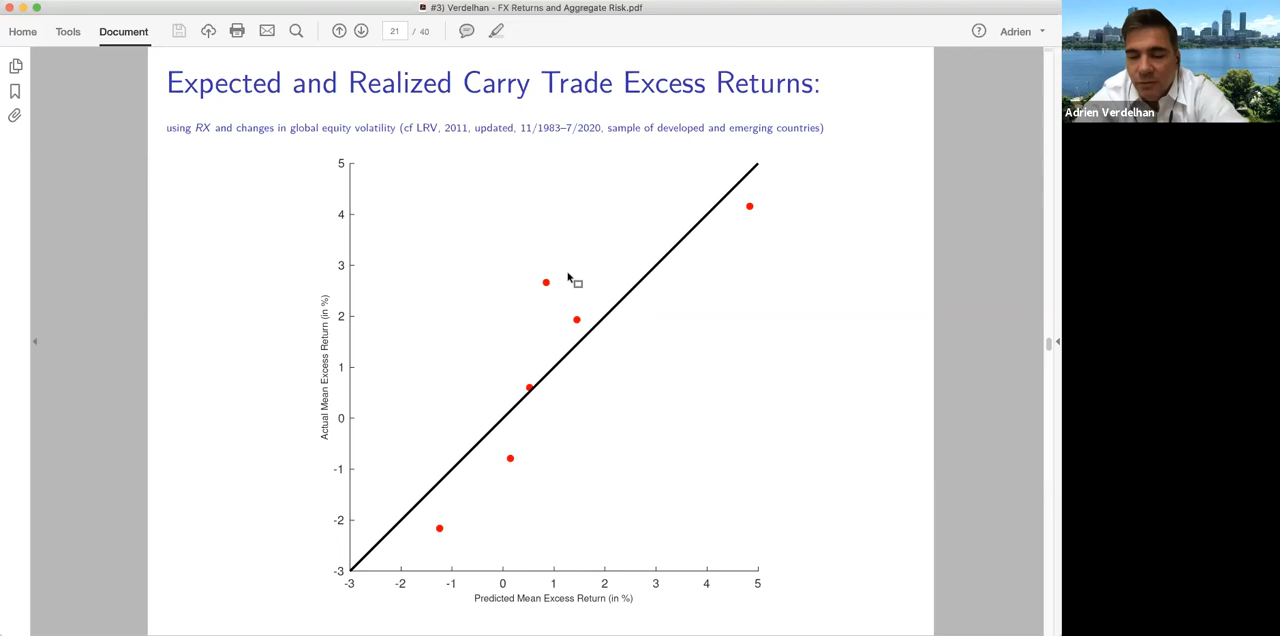 #3) Verdelhan - FX Returns and Aggregate Risk.pdf
Home Tools Document 21 / 40 Adrien
Adrien Verdelhan
Expected and Realized Carry Trade Excess Returns:
using RX and changes in global equity volatility (cf LRV, 2011, updated, 11/1983–7/2020, sample of developed and emerging countries)
5
4
3
2
1
0
-1
-2
-3
Actual Mean Excess Return (in %)
-3 -2 -1 0 1 2 3 4 5
Predicted Mean Excess Return (in %)